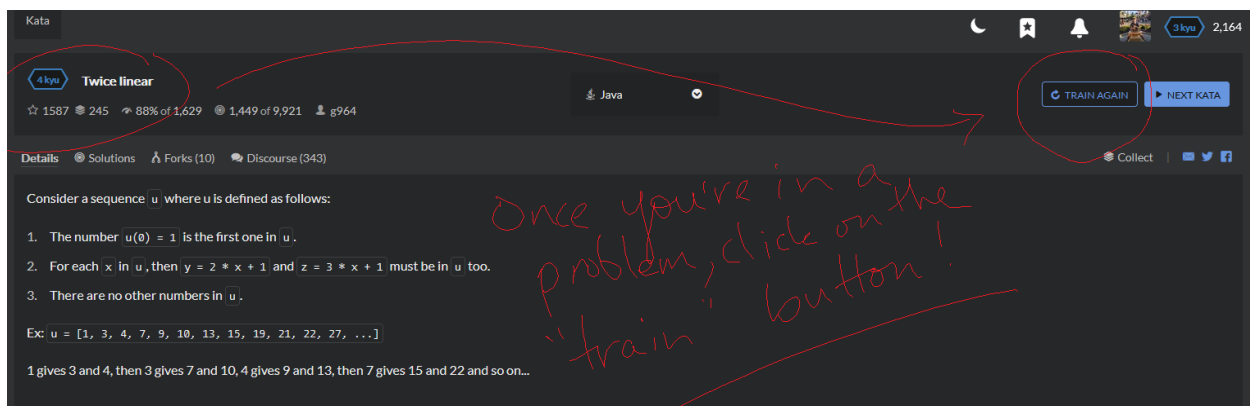 Kata
3 kyu 2,164
4 kyu Twice linear
1587 245 88% of 1,629 1,449 of 9,921 g964
Java
TRAIN AGAIN NEXT KATA
Details Solutions Forks (10) Discourse (343)
Collect
Consider a sequence u where u is defined as follows:
1. The number u(0) = 1 is the first one in u.
2. For each x in u, then y = 2 * x + 1 and z = 3 * x + 1 must be in u too.
3. There are no other numbers in u.
Ex: u = [1, 3, 4, 7, 9, 10, 13, 15, 19, 21, 22, 27, ...]
1 gives 3 and 4, then 3 gives 7 and 10, 4 gives 9 and 13, then 7 gives 15 and 22 and so on...
Once you're in a
problem, click on the
"train" button!